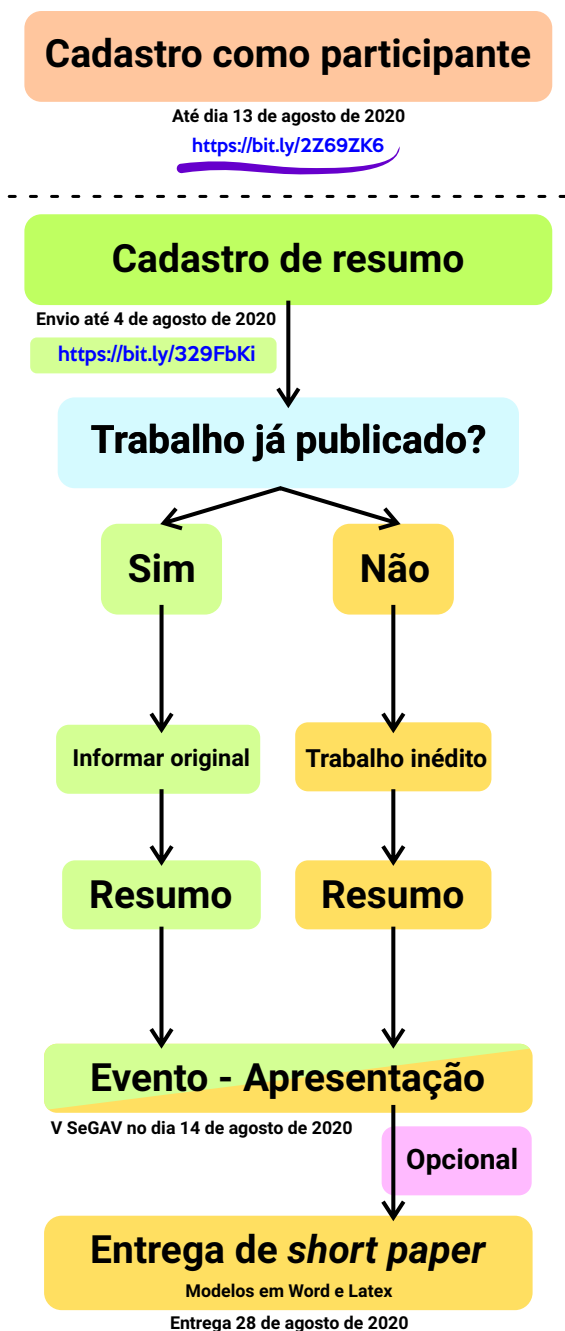 Cadastro como participante
Até dia 13 de agosto de 2020
https://bit.ly/2Z69ZK6
Cadastro de resumo
Envio até 4 de agosto de 2020
https://bit.ly/329FbKi
Trabalho já publicado?
Sim
Não
Informar original
Trabalho inédito
Resumo
Resumo
Evento - Apresentação
V SeGAV no dia 14 de agosto de 2020
Opcional
Entrega de short paper
Modelos em Word e Latex
Entrega 28 de agosto de 2020